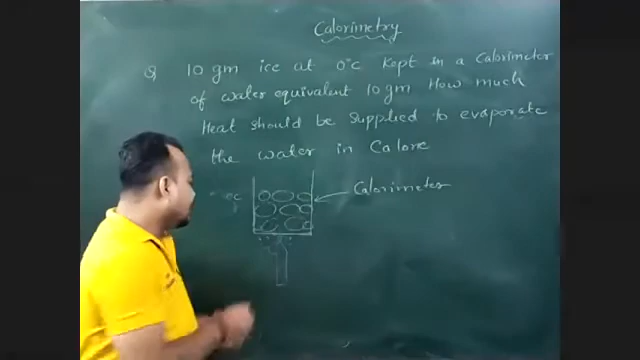 Calorimetry
Q 10 gm ice at 0°c Kept in a Calorimeter
of water equivalent 10 gm How much
Heat should be Supplied to evaporate
the water in Calorie
0°c Calorimeter